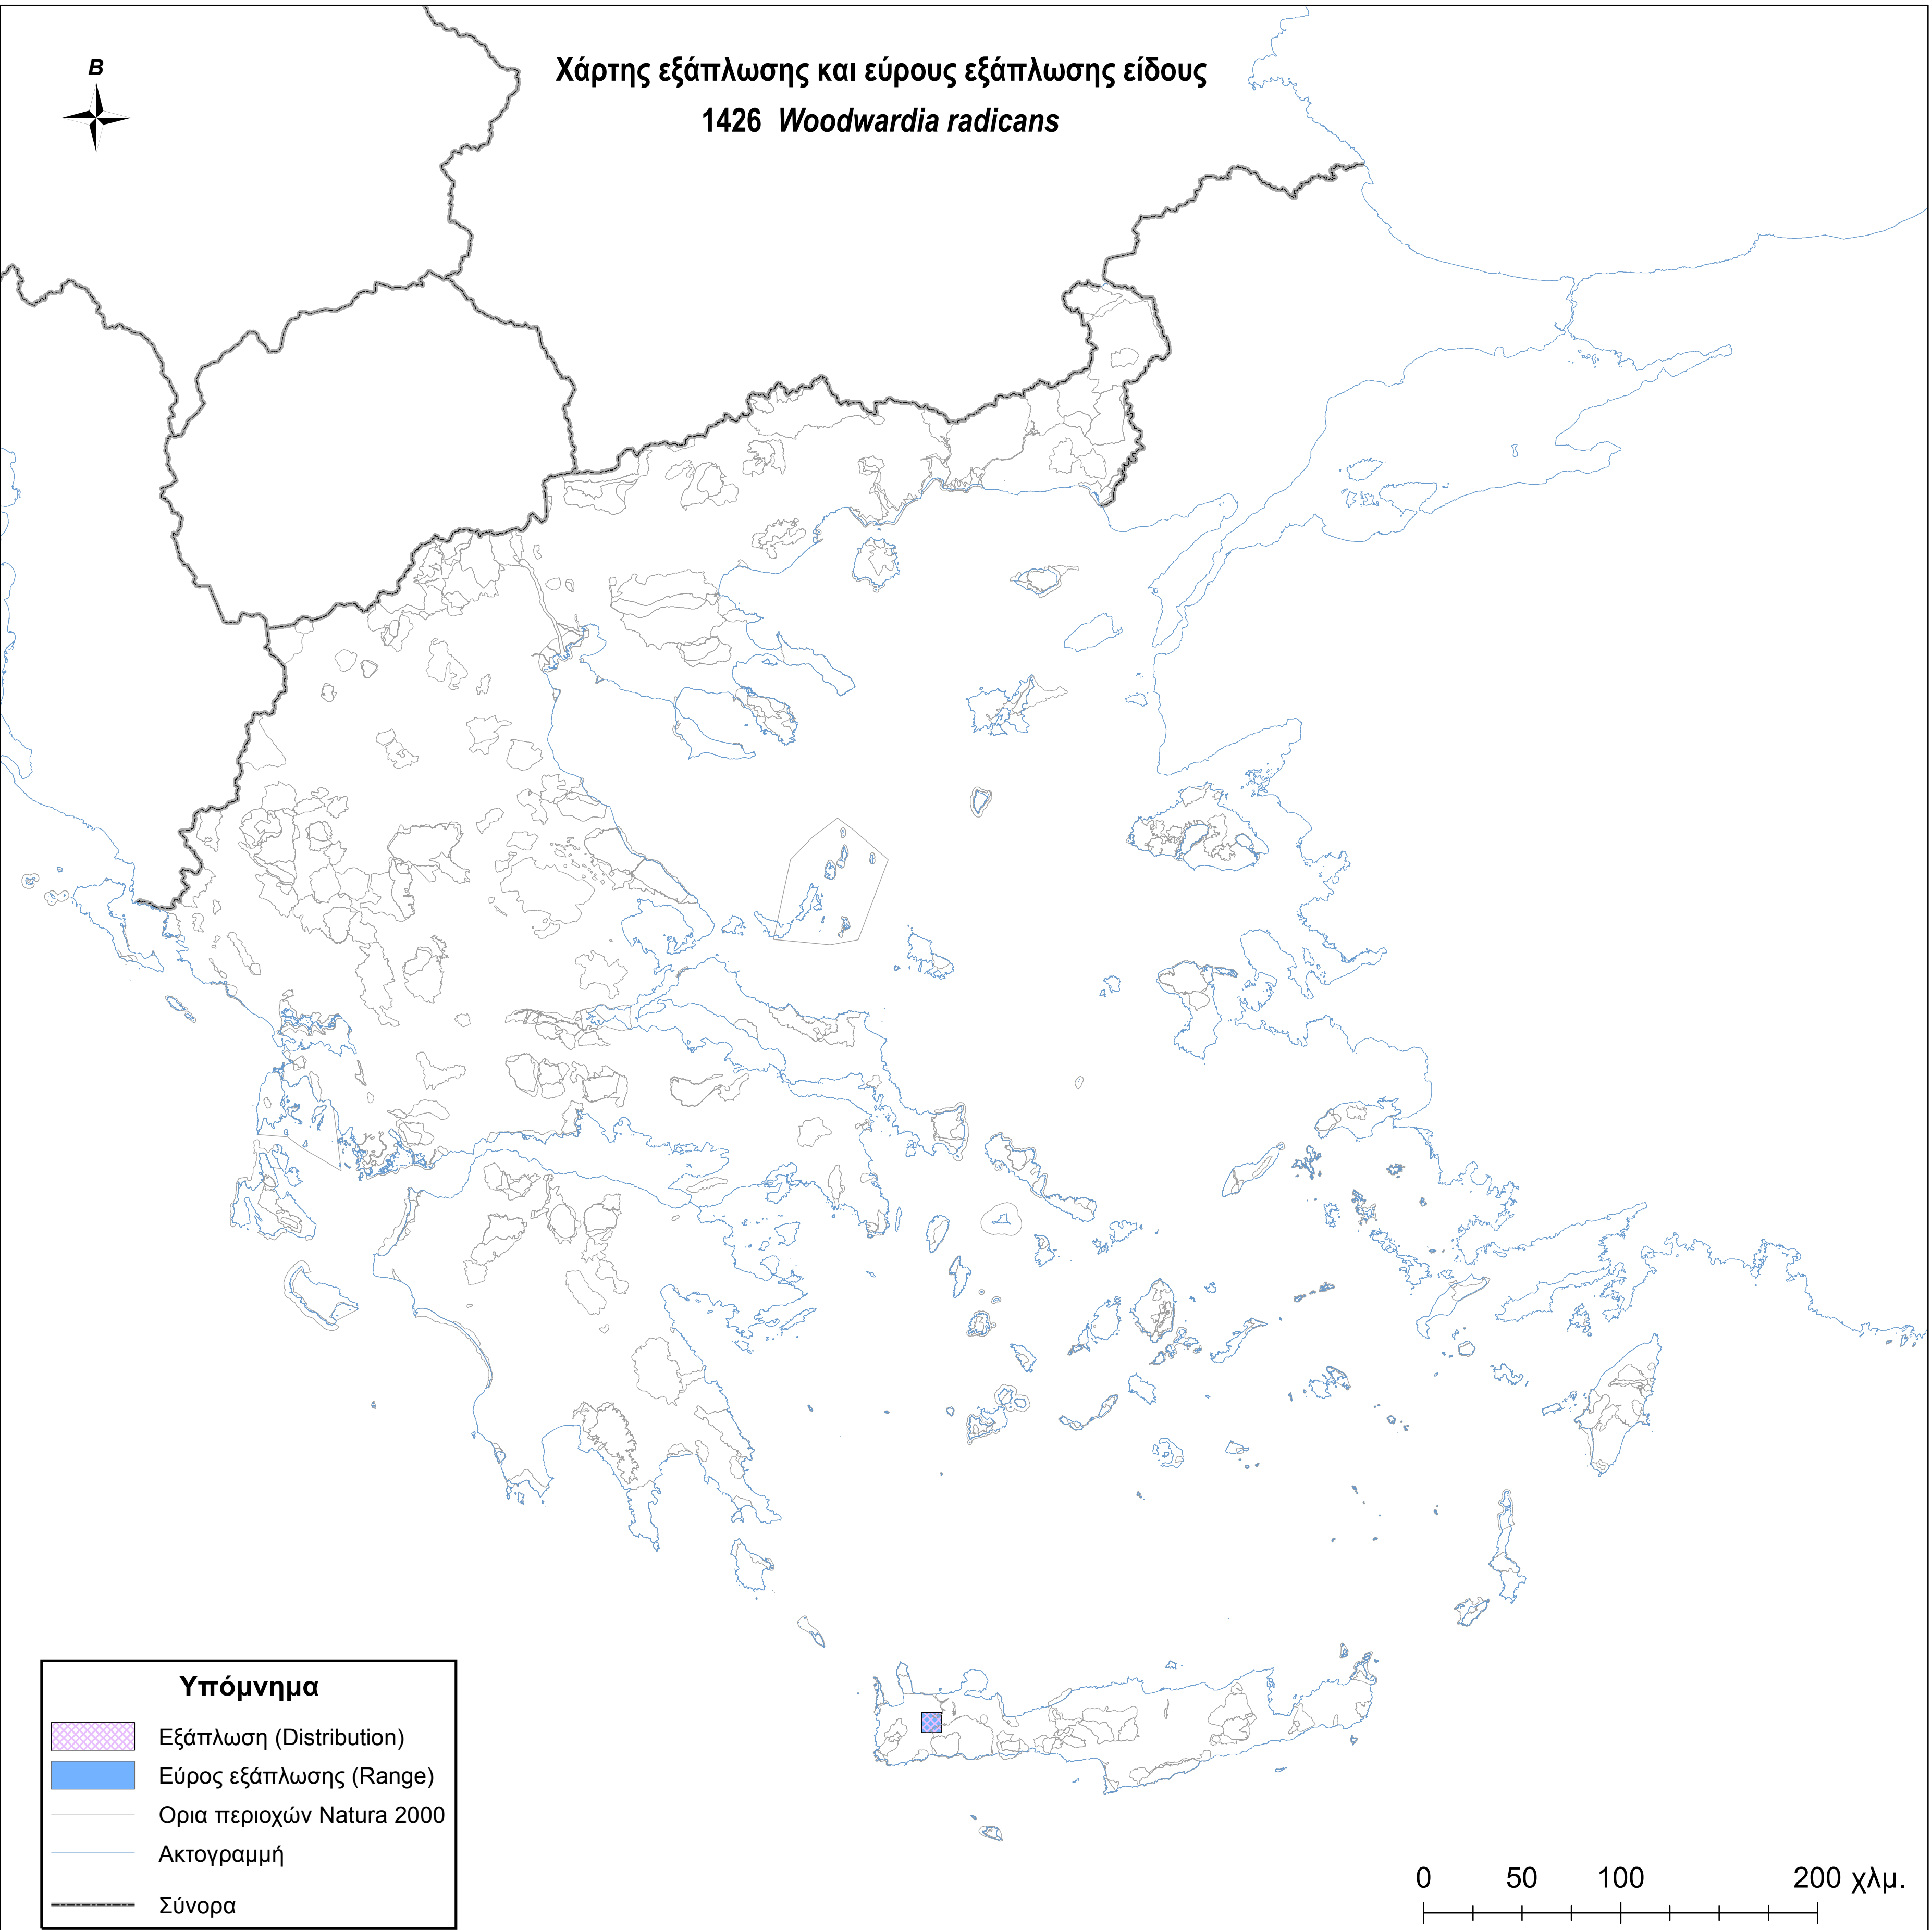 B
Χάρτης εξάπλωσης και εύρους εξάπλωσης είδους
1426 Woodwardia radicans
Υπόμνημα
Εξάπλωση (Distribution)
Εύρος εξάπλωσης (Range)
Ορια περιοχών Natura 2000
Ακτογραμμή
Σύνορα
0 50 100 200 χλμ.